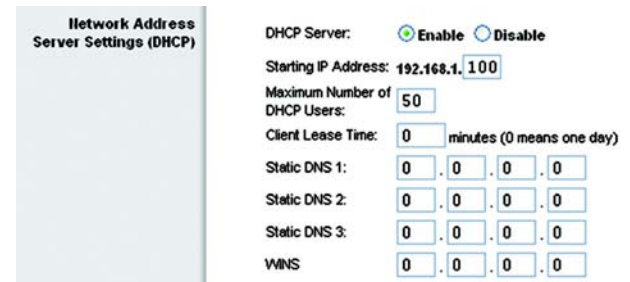 Network Address
Server Settings (DHCP)
DHCP Server: Enable Disable
Starting IP Address: 192.168.1. 100
Maximum Number of
DHCP Users: 50
Client Lease Time: 0 minutes (0 means one day)
Static DNS 1: 0 . 0 . 0 . 0
Static DNS 2: 0 . 0 . 0 . 0
Static DNS 3: 0 . 0 . 0 . 0
WINS 0 . 0 . 0 . 0